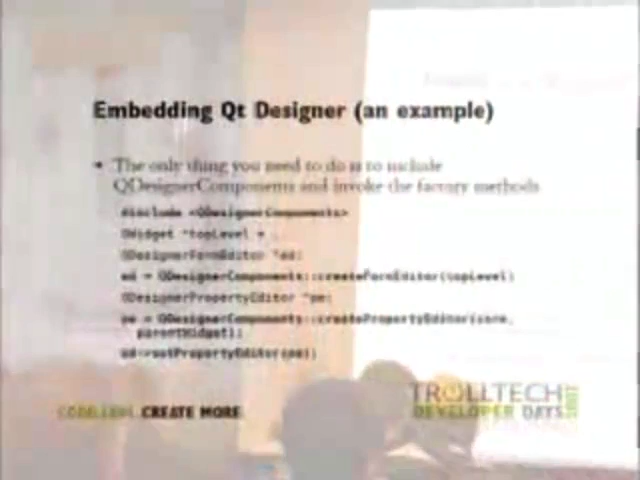 Embedding Qt Designer (an example)
• The only thing you need to do is to include
QDesignerComponents and invoke the factory methods
#include <QDesignerComponents>
QWidget *topLevel = ..
QDesignerFormEditor *ed;
ed = QDesignerComponents::createFormEditor(topLevel)
QDesignerPropertyEditor *pe;
pe = QDesignerComponents::createPropertyEditor(core,
parentWidget);
ed->setPropertyEditor(pe);
CODE LESS. CREATE MORE.
TROLLTECH
DEVELOPER DAYS